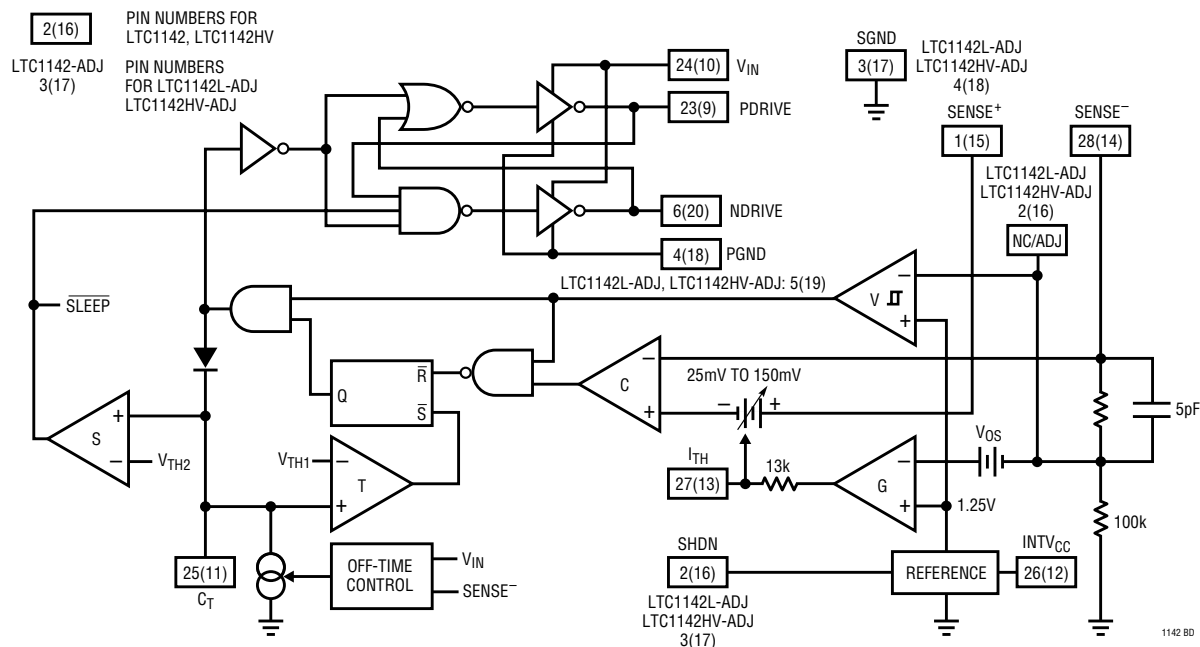 2(16)
PIN NUMBERS FOR
LTC1142, LTC1142HV
LTC1142-ADJ
3(17)
PIN NUMBERS
FOR LTC1142L-ADJ
LTC1142HV-ADJ
24(10)
VIN
23(9)
PDRIVE
6(20)
NDRIVE
4(18)
PGND
LTC1142L-ADJ, LTC1142HV-ADJ: 5(19)
SGND
3(17)
LTC1142L-ADJ
LTC1142HV-ADJ
4(18)
SENSE+
1(15)
SENSE–
28(14)
LTC1142L-ADJ
LTC1142HV-ADJ
2(16)
NC/ADJ
SLEEP
V
–
+
R
S
Q
C
–
+
25mV TO 150mV
–
+
5pF
S
+
–
VTH2
VTH1
–
T
+
ITH
27(13)
13k
G
–
+
VOS
1.25V
100k
25(11)
CT
OFF-TIME
CONTROL
VIN
SENSE–
SHDN
2(16)
LTC1142L-ADJ
LTC1142HV-ADJ
3(17)
REFERENCE
INTVCC
26(12)
1142 BD